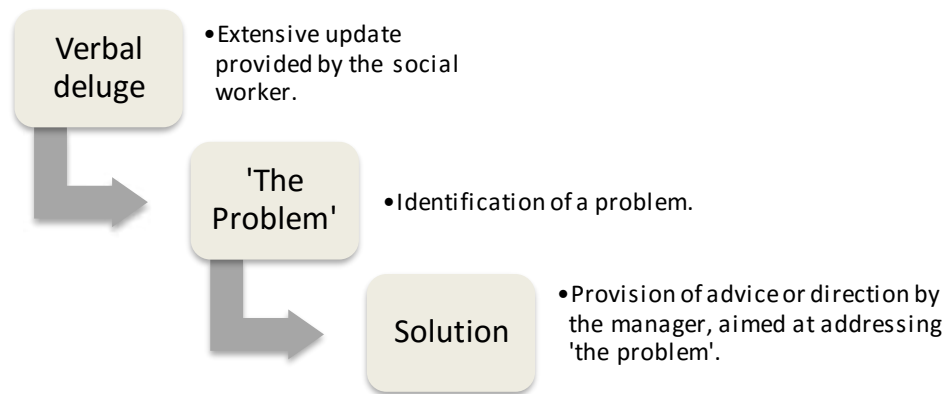 Verbal
deluge
•Extensive update
provided by the social
worker.
'The
Problem'
•Identification of a problem.
Solution
•Provision of advice or direction by
the manager, aimed at addressing
'the problem'.